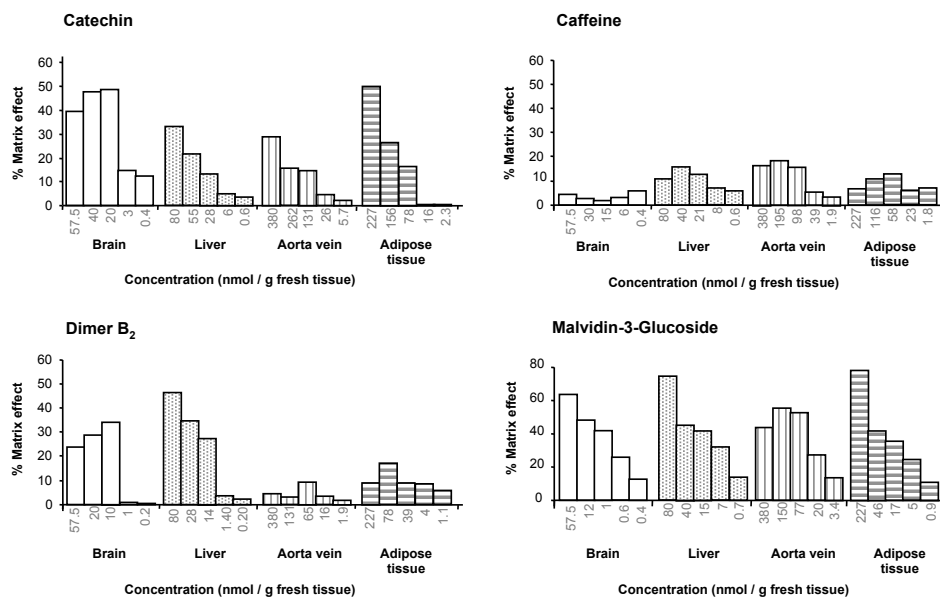 Catechin
% Matrix effect
60
50
40
30
20
10
0
57.5 40 20 3 0.4 80 55 28 6 0.6 380 262 131 26 5.7 227 156 78 16 2.3
Brain Liver Aorta vein Adipose tissue
Concentration (nmol / g fresh tissue)
Caffeine
% Matrix effect
60
50
40
30
20
10
0
57.5 30 15 6 0.4 80 40 21 8 0.6 380 195 98 39 1.9 227 116 58 23 1.8
Brain Liver Aorta vein Adipose tissue
Concentration (nmol / g fresh tissue)
Dimer B2
% Matrix effect
60
50
40
30
20
10
0
57.5 20 10 1 0.2 80 28 14 1.40 0.20 380 131 65 16 1.9 227 78 39 4 1.1
Brain Liver Aorta vein Adipose tissue
Concentration (nmol / g fresh tissue)
Malvidin-3-Glucoside
% Matrix effect
80
60
40
20
0
57.5 12 1 0.6 0.4 80 40 15 7 0.7 380 150 77 20 3.4 227 46 17 5 0.9
Brain Liver Aorta vein Adipose tissue
Concentration (nmol / g fresh tissue)